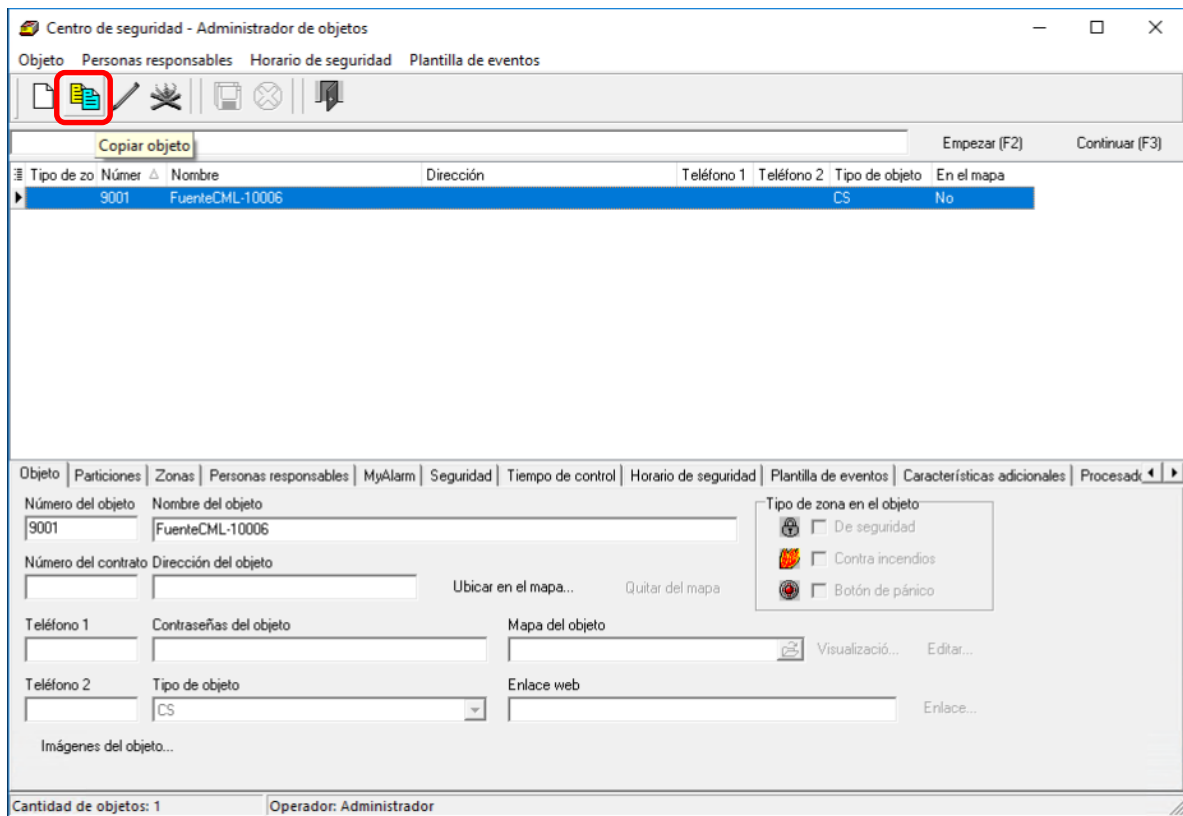 Centro de seguridad - Administrador de objetos
Objeto Personas responsables Horario de seguridad Plantilla de eventos
Copiar objeto
Empezar (F2) Continuar (F3)
Tipo de zo Númer Nombre Dirección Teléfono 1 Teléfono 2 Tipo de objeto En el mapa
9001 FuenteCML-10006 CS No
Objeto Particiones Zonas Personas responsables MyAlarm Seguridad Tiempo de control Horario de seguridad Plantilla de eventos Características adicionales Procesad
Número del objeto Nombre del objeto Tipo de zona en el objeto
9001 FuenteCML-10006 De seguridad
Número del contrato Dirección del objeto Contra incendios
Ubicar en el mapa... Quitar del mapa Botón de pánico
Teléfono 1 Contraseñas del objeto Mapa del objeto
Visualizació... Editar...
Teléfono 2 Tipo de objeto Enlace web
CS Enlace...
Imágenes del objeto...
Cantidad de objetos: 1 Operador: Administrador